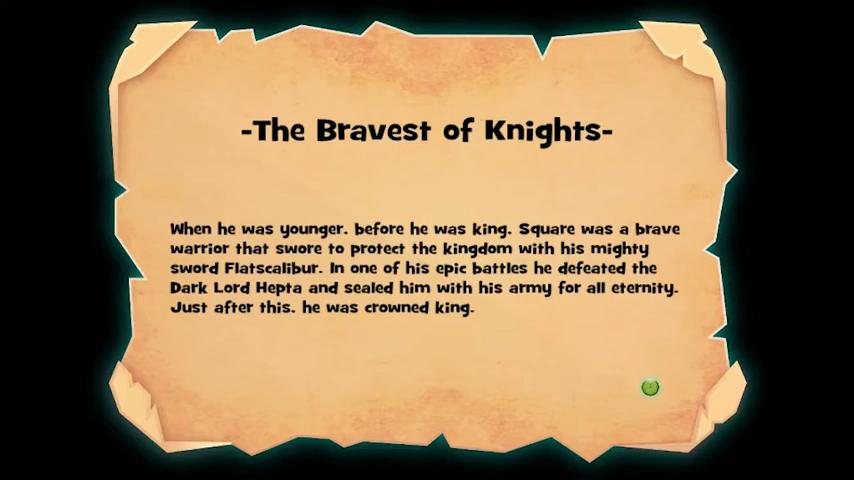 -The Bravest of Knights-
When he was younger. before he was king. Square was a brave
warrior that swore to protect the kingdom with his mighty
sword Flatscalibur. In one of his epic battles he defeated the
Dark Lord Hepta and sealed him with his army for all eternity.
Just after this. he was crowned king.